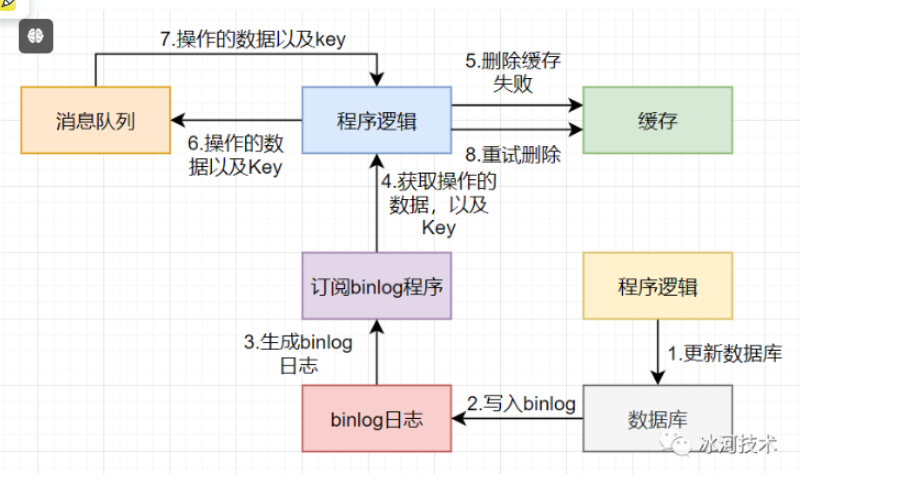 7.操作的数据以及key
5.删除缓存
失败
消息队列
程序逻辑
缓存
6.操作的数
据以及Key
8.重试删除
4.获取操作的
数据，以及
Key
订阅binlog程序
程序逻辑
3.生成binlog
日志
1.更新数据库
binlog日志
2.写入binlog
数据库
冰河技术